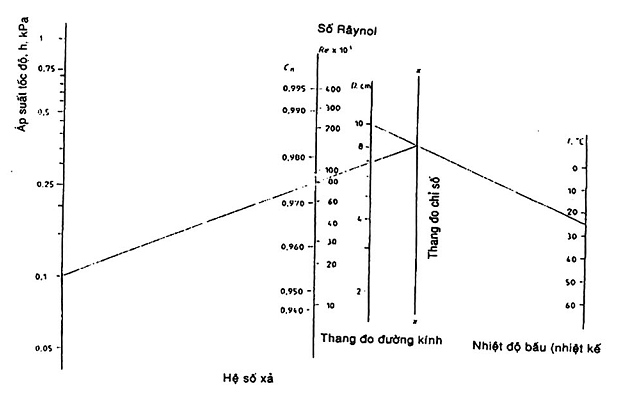 Số Râynol
Áp suất tốc độ, h, kPa
Cn
Re x 10³
D, cm
x
t, °C
1
0,75
0,5
0,25
0,1
0,05
0,995
0,990
0,980
0,970
0,960
0,950
0,940
400
300
200
100
80
60
40
30
20
10
10
8
6
4
2
Thang đo chỉ số
x
0
10
20
30
40
50
60
Thang đo đường kính
Nhiệt độ bấu (nhiệt kế
Hệ số xả